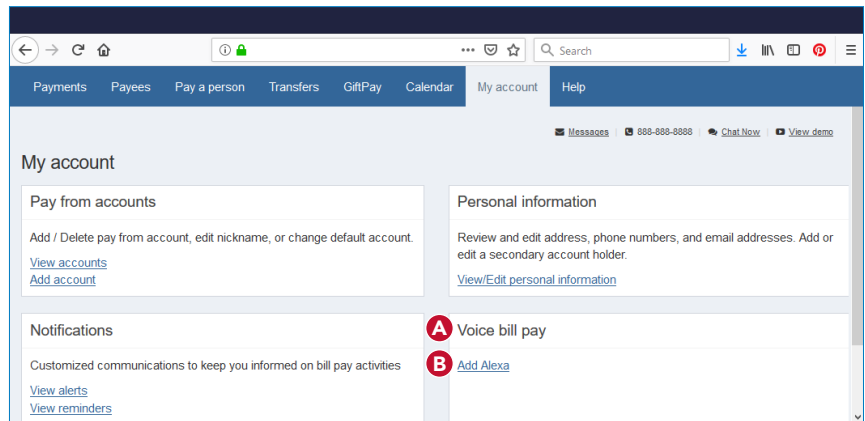 Search
Payments Payees Pay a person Transfers GiftPay Calendar My account Help
Messages 888-888-8888 Chat Now View demo
My account
Pay from accounts
Add / Delete pay from account, edit nickname, or change default account.
View accounts
Add account
Personal information
Review and edit address, phone numbers, and email addresses. Add or
edit a secondary account holder.
View/Edit personal information
Notifications
Customized communications to keep you informed on bill pay activities
View alerts
View reminders
A Voice bill pay
B Add Alexa